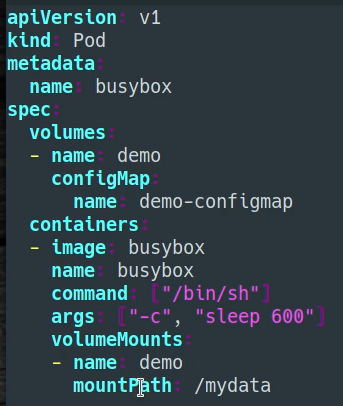 apiVersion: v1
kind: Pod
metadata:
  name: busybox
spec:
  volumes:
  - name: demo
    configMap:
      name: demo-configmap
  containers:
  - image: busybox
    name: busybox
    command: ["/bin/sh"]
    args: ["-c", "sleep 600"]
    volumeMounts:
    - name: demo
      mountPath: /mydata